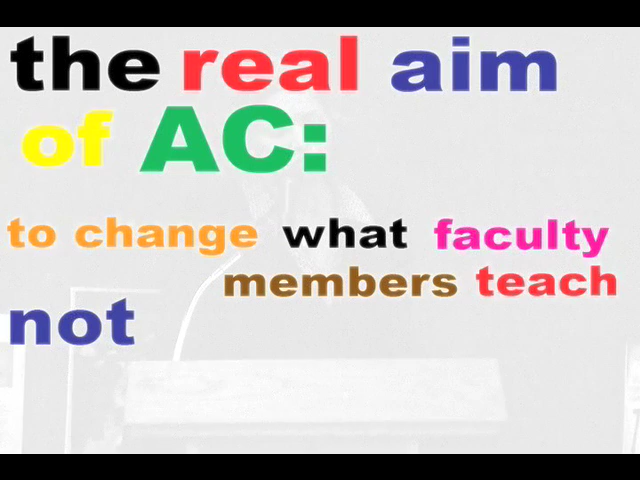 the real aim
of AC:
to change what faculty
members teach
not